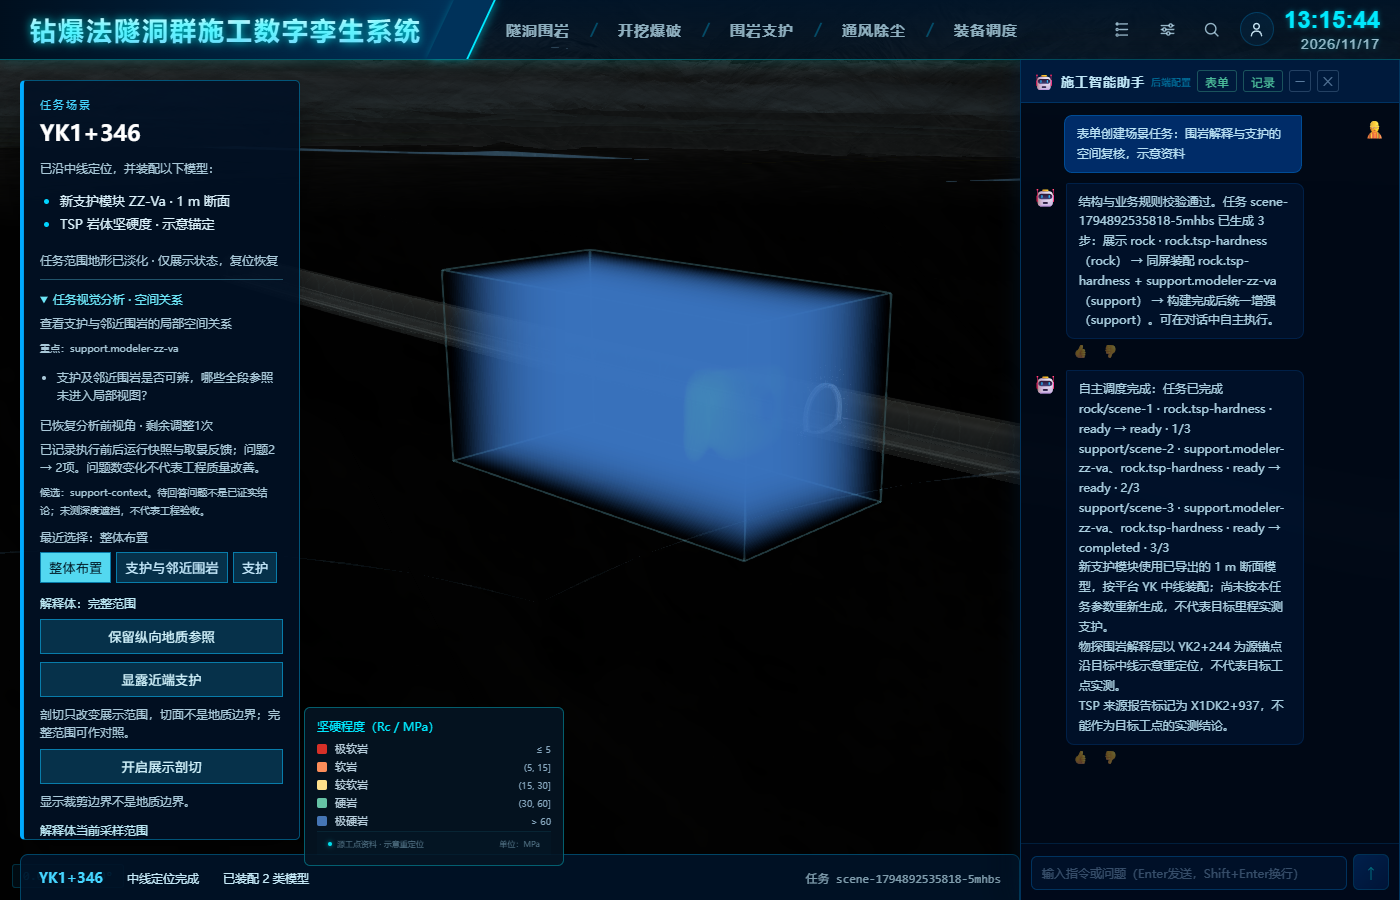 钻爆法隧洞群施工数字孪生系统
隧洞围岩 / 开挖爆破 / 围岩支护 / 通风除尘 / 装备调度
13:15:44
2026/11/17
任务场景
YK1+346
已沿中线定位，并装配以下模型：
新支护模块 ZZ-Va · 1 m 断面
TSP 岩体坚硬度 · 示意锚定
任务范围地形已淡化 · 仅展示状态，复位恢复
▼ 任务视觉分析 · 空间关系
查看支护与邻近围岩的局部空间关系
重点：support.modeler-zz-va
支护及邻近围岩是否可辨，哪些全段参照
未进入局部视图？
已恢复分析前视角 · 剩余调整1次
已记录执行前后运行快照与取景反馈；问题2
→ 2项。问题数变化不代表工程质量改善。
候选：support-context。待回答问题不是已证实结
论；未测深度遮挡，不代表工程验收。
最近选择：整体布置
整体布置
支护与邻近围岩
支护
解释体：完整范围
保留纵向地质参照
显露近端支护
剖切只改变展示范围，切面不是地质边界；完
整范围可作对照。
开启展示剖切
显示裁剪边界不是地质边界。
解释体当前采样范围
坚硬程度（Rc / MPa）
极软岩 ≤ 5
软岩 (5, 15]
较软岩 (15, 30]
硬岩 (30, 60]
极硬岩 > 60
源工点资料 · 示意重定位 单位：MPa
YK1+346 中线定位完成 已装配 2 类模型
任务 scene-1794892535818-5mhbs
施工智能助手 后端配置 表单 记录
表单创建场景任务：围岩解释与支护的
空间复核，示意资料
结构与业务规则校验通过。任务 scene-
1794892535818-5mhbs 已生成 3
步：展示 rock · rock.tsp-hardness
（rock） → 同屏装配 rock.tsp-
hardness + support.modeler-zz-va
（support） → 构建完成后统一增强
（support）。可在对话中自主执行。
自主调度完成：任务已完成
rock/scene-1 · rock.tsp-hardness ·
ready → ready · 1/3
support/scene-2 · support.modeler-
zz-va、rock.tsp-hardness · ready →
ready · 2/3
support/scene-3 · support.modeler-
zz-va、rock.tsp-hardness · ready →
completed · 3/3
新支护模块使用已导出的 1 m 断面模
型，按平台 YK 中线装配；尚未按本任
务参数重新生成，不代表目标里程实测
支护。
物探围岩解释层以 YK2+244 为源锚点
沿目标中线示意重定位，不代表目标工
点实测。
TSP 来源报告标记为 X1DK2+937，不
能作为目标工点的实测结论。
输入指令或问题（Enter发送，Shift+Enter换行）